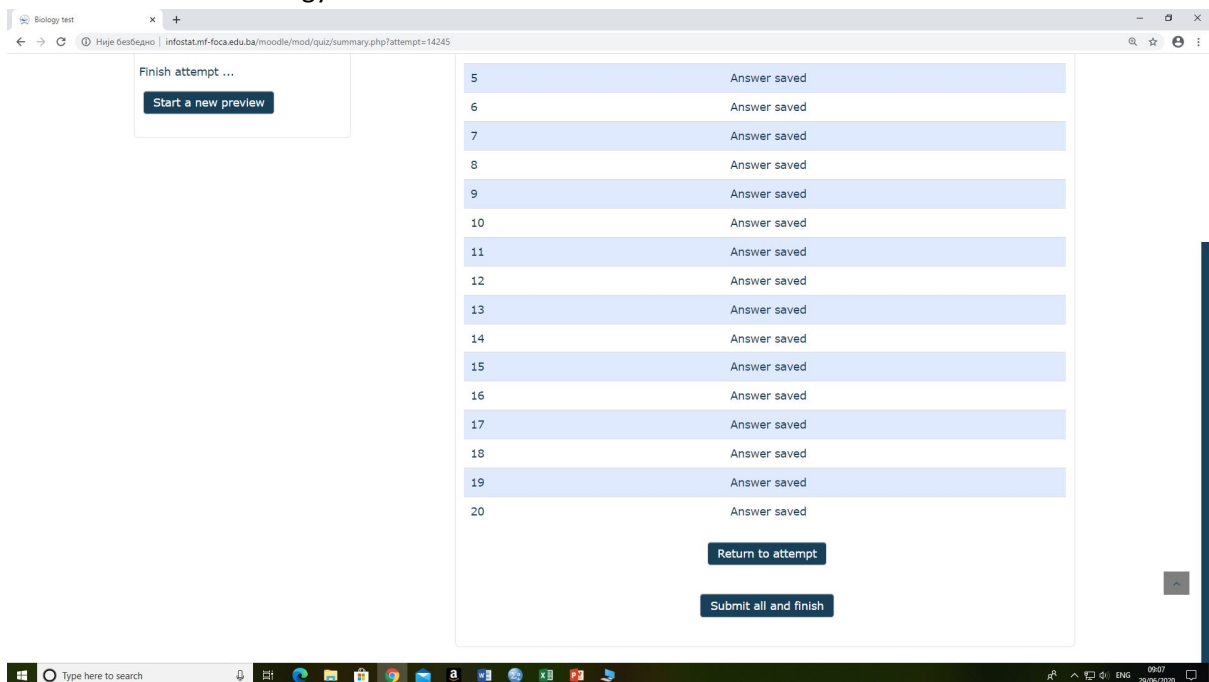 Biology test
Није безбедно | infostat.mf-foca.edu.ba/moodle/mod/quiz/summary.php?attempt=14245
Finish attempt ...
Start a new preview
5 Answer saved
6 Answer saved
7 Answer saved
8 Answer saved
9 Answer saved
10 Answer saved
11 Answer saved
12 Answer saved
13 Answer saved
14 Answer saved
15 Answer saved
16 Answer saved
17 Answer saved
18 Answer saved
19 Answer saved
20 Answer saved
Return to attempt
Submit all and finish
Type here to search
ENG
09:07
29/06/2020